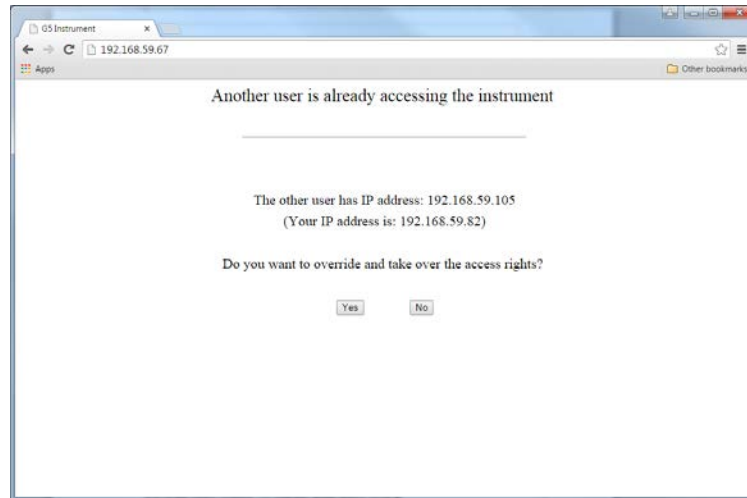 G5 Instrument
192.168.59.67
Apps
Other bookmarks
Another user is already accessing the instrument
The other user has IP address: 192.168.59.105
(Your IP address is: 192.168.59.82)
Do you want to override and take over the access rights?
Yes No